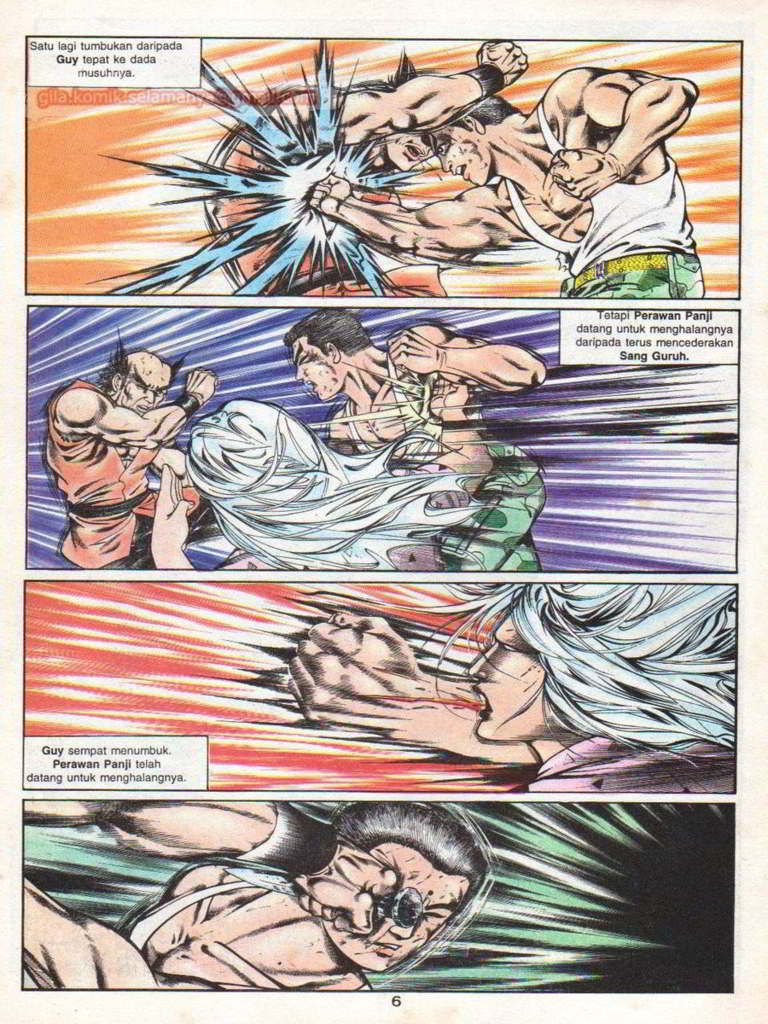 Satu lagi tumbukan daripada
Guy tepat ke dada
musuhnya.
Tetapi Perawan Panji
datang untuk menghalangnya
daripada terus mencederakan
Sang Guruh.
Guy sempat menumbuk.
Perawan Panji telah
datang untuk menghalangnya.
6